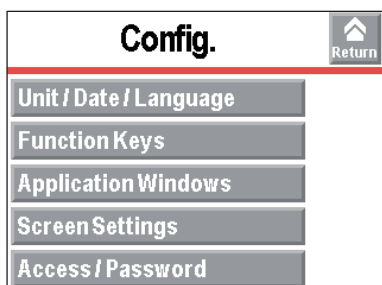 Config.
Return
Unit / Date / Language
Function Keys
Application Windows
Screen Settings
Access / Password